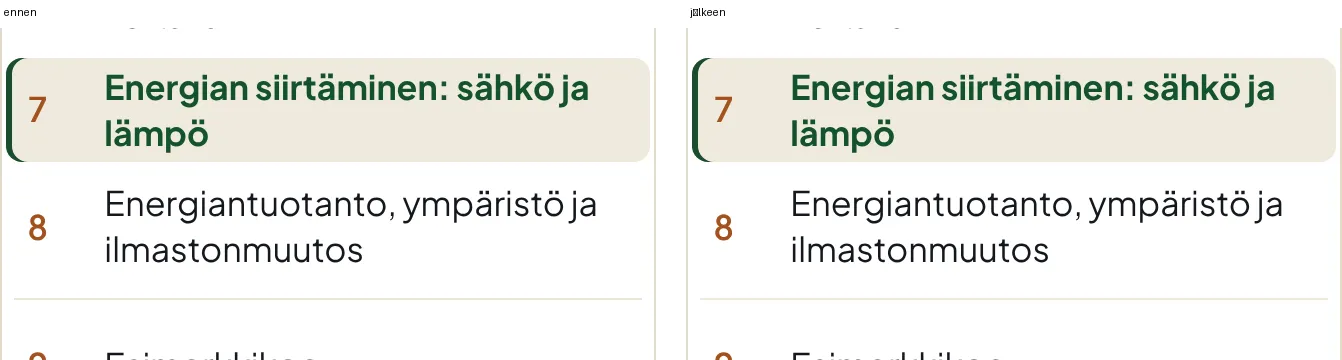 ennen
7
Energian siirtäminen: sähkö ja
lämpö
8
Energiantuotanto, ympäristö ja
ilmastonmuutos
7
Energian siirtäminen: sähkö ja
lämpö
8
Energiantuotanto, ympäristö ja
ilmastonmuutos